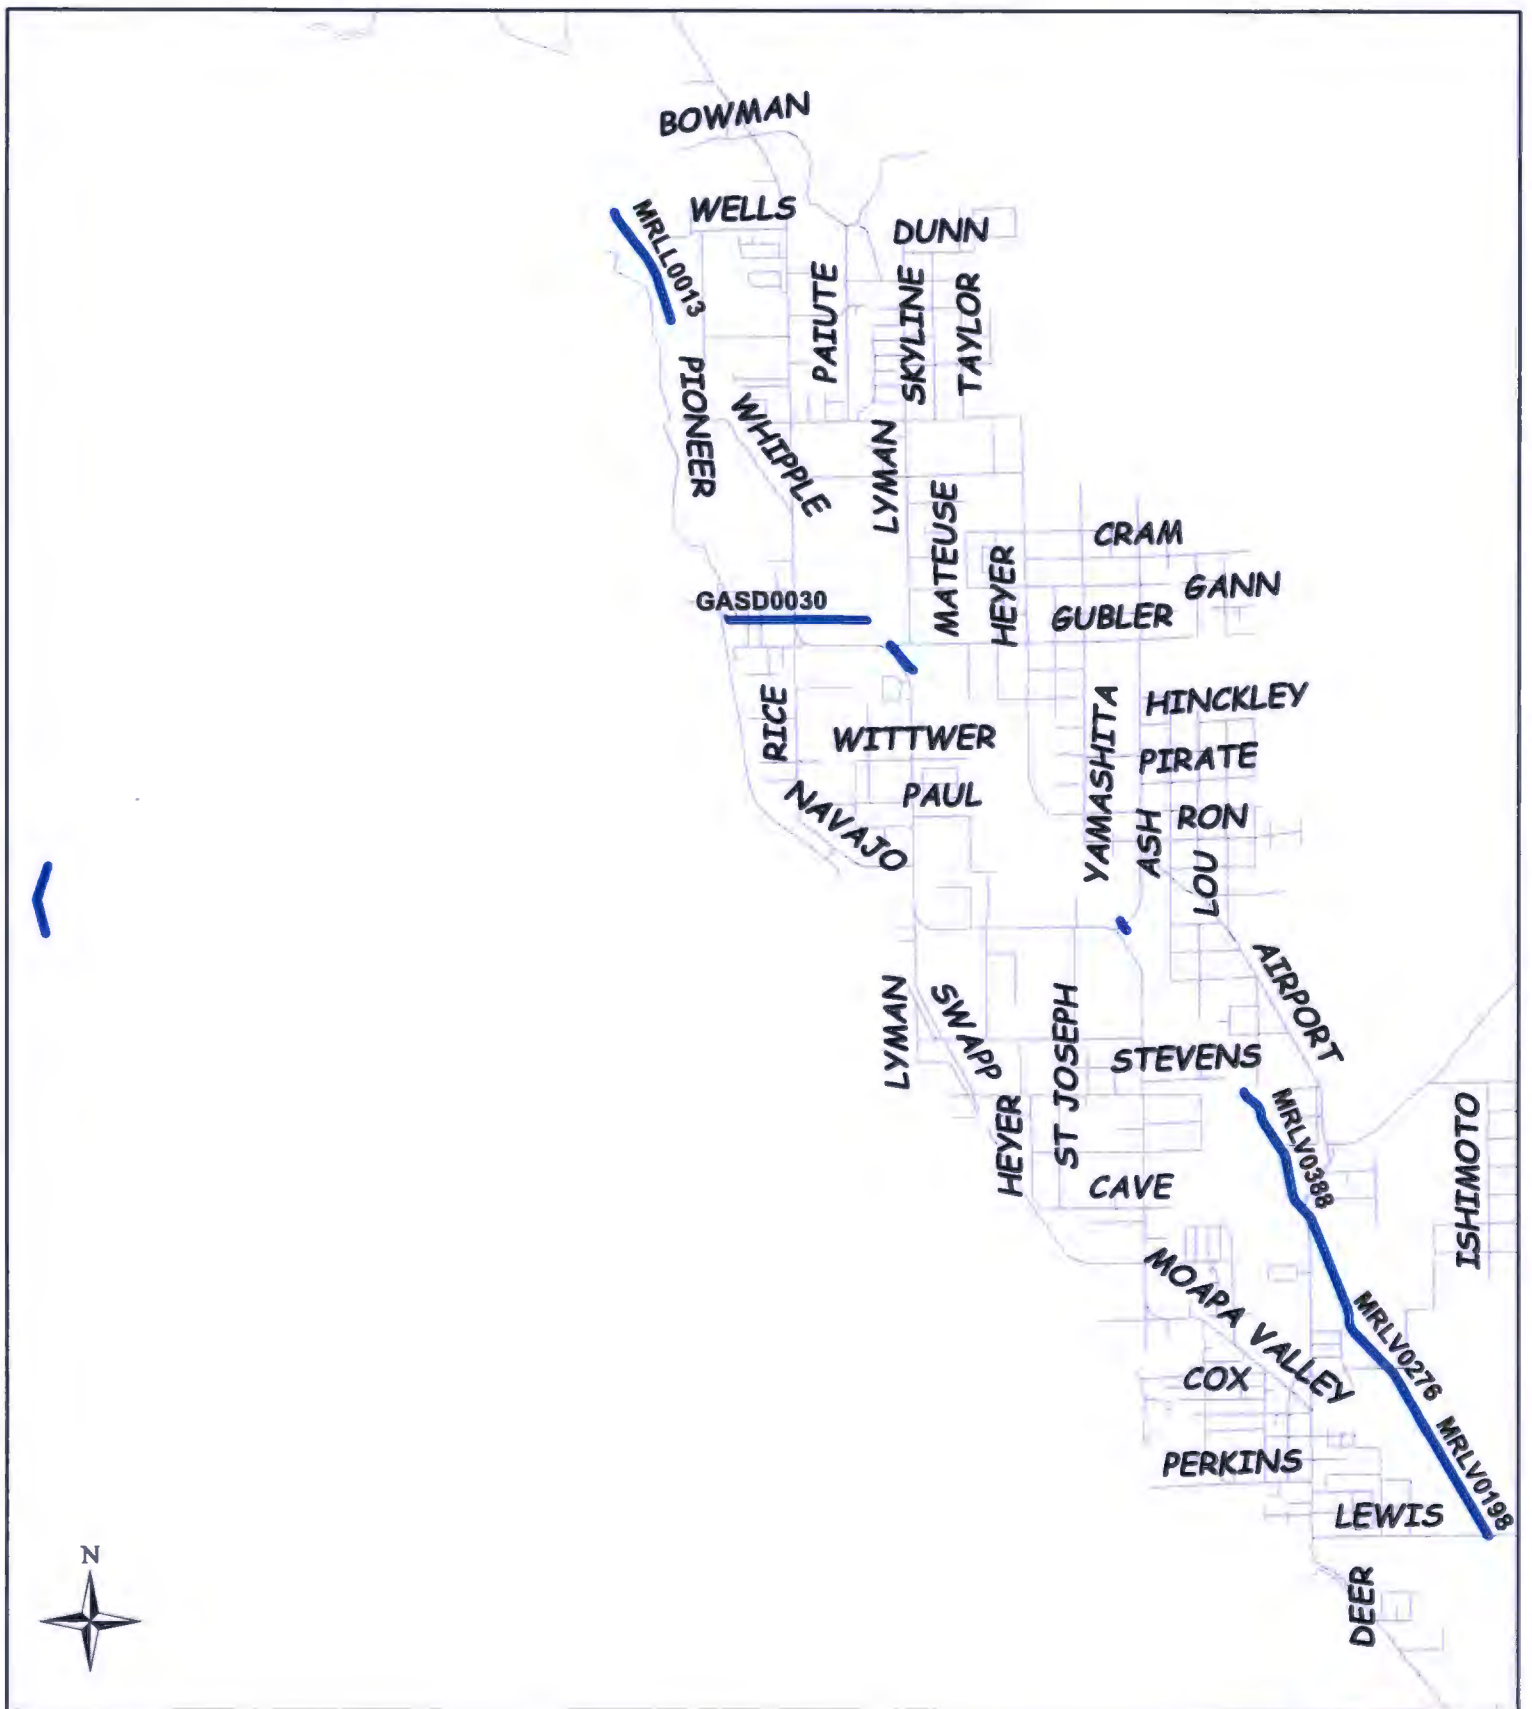 BOWMAN
WELLS
MRLL0013
DUNN
PAIUTE
SKYLINE
TAYLOR
PIONEER
WHIPPLE
LYMAN
MATEUSE
HEYER
CRAM
GANN
GUBLER
GASD0030
RICE
WITTWER
YAMASHITA
HINCKLEY
PIRATE
NAVAJO
PAUL
ASH
RON
LOU
AIRPORT
LYMAN
SWAPP
ST JOSEPH
STEVENS
HEYER
MRLV0388
ISHIMOTO
CAVE
MOAPA VALLEY
MRLV0276
COX
MRLV0198
PERKINS
LEWIS
N
DEER